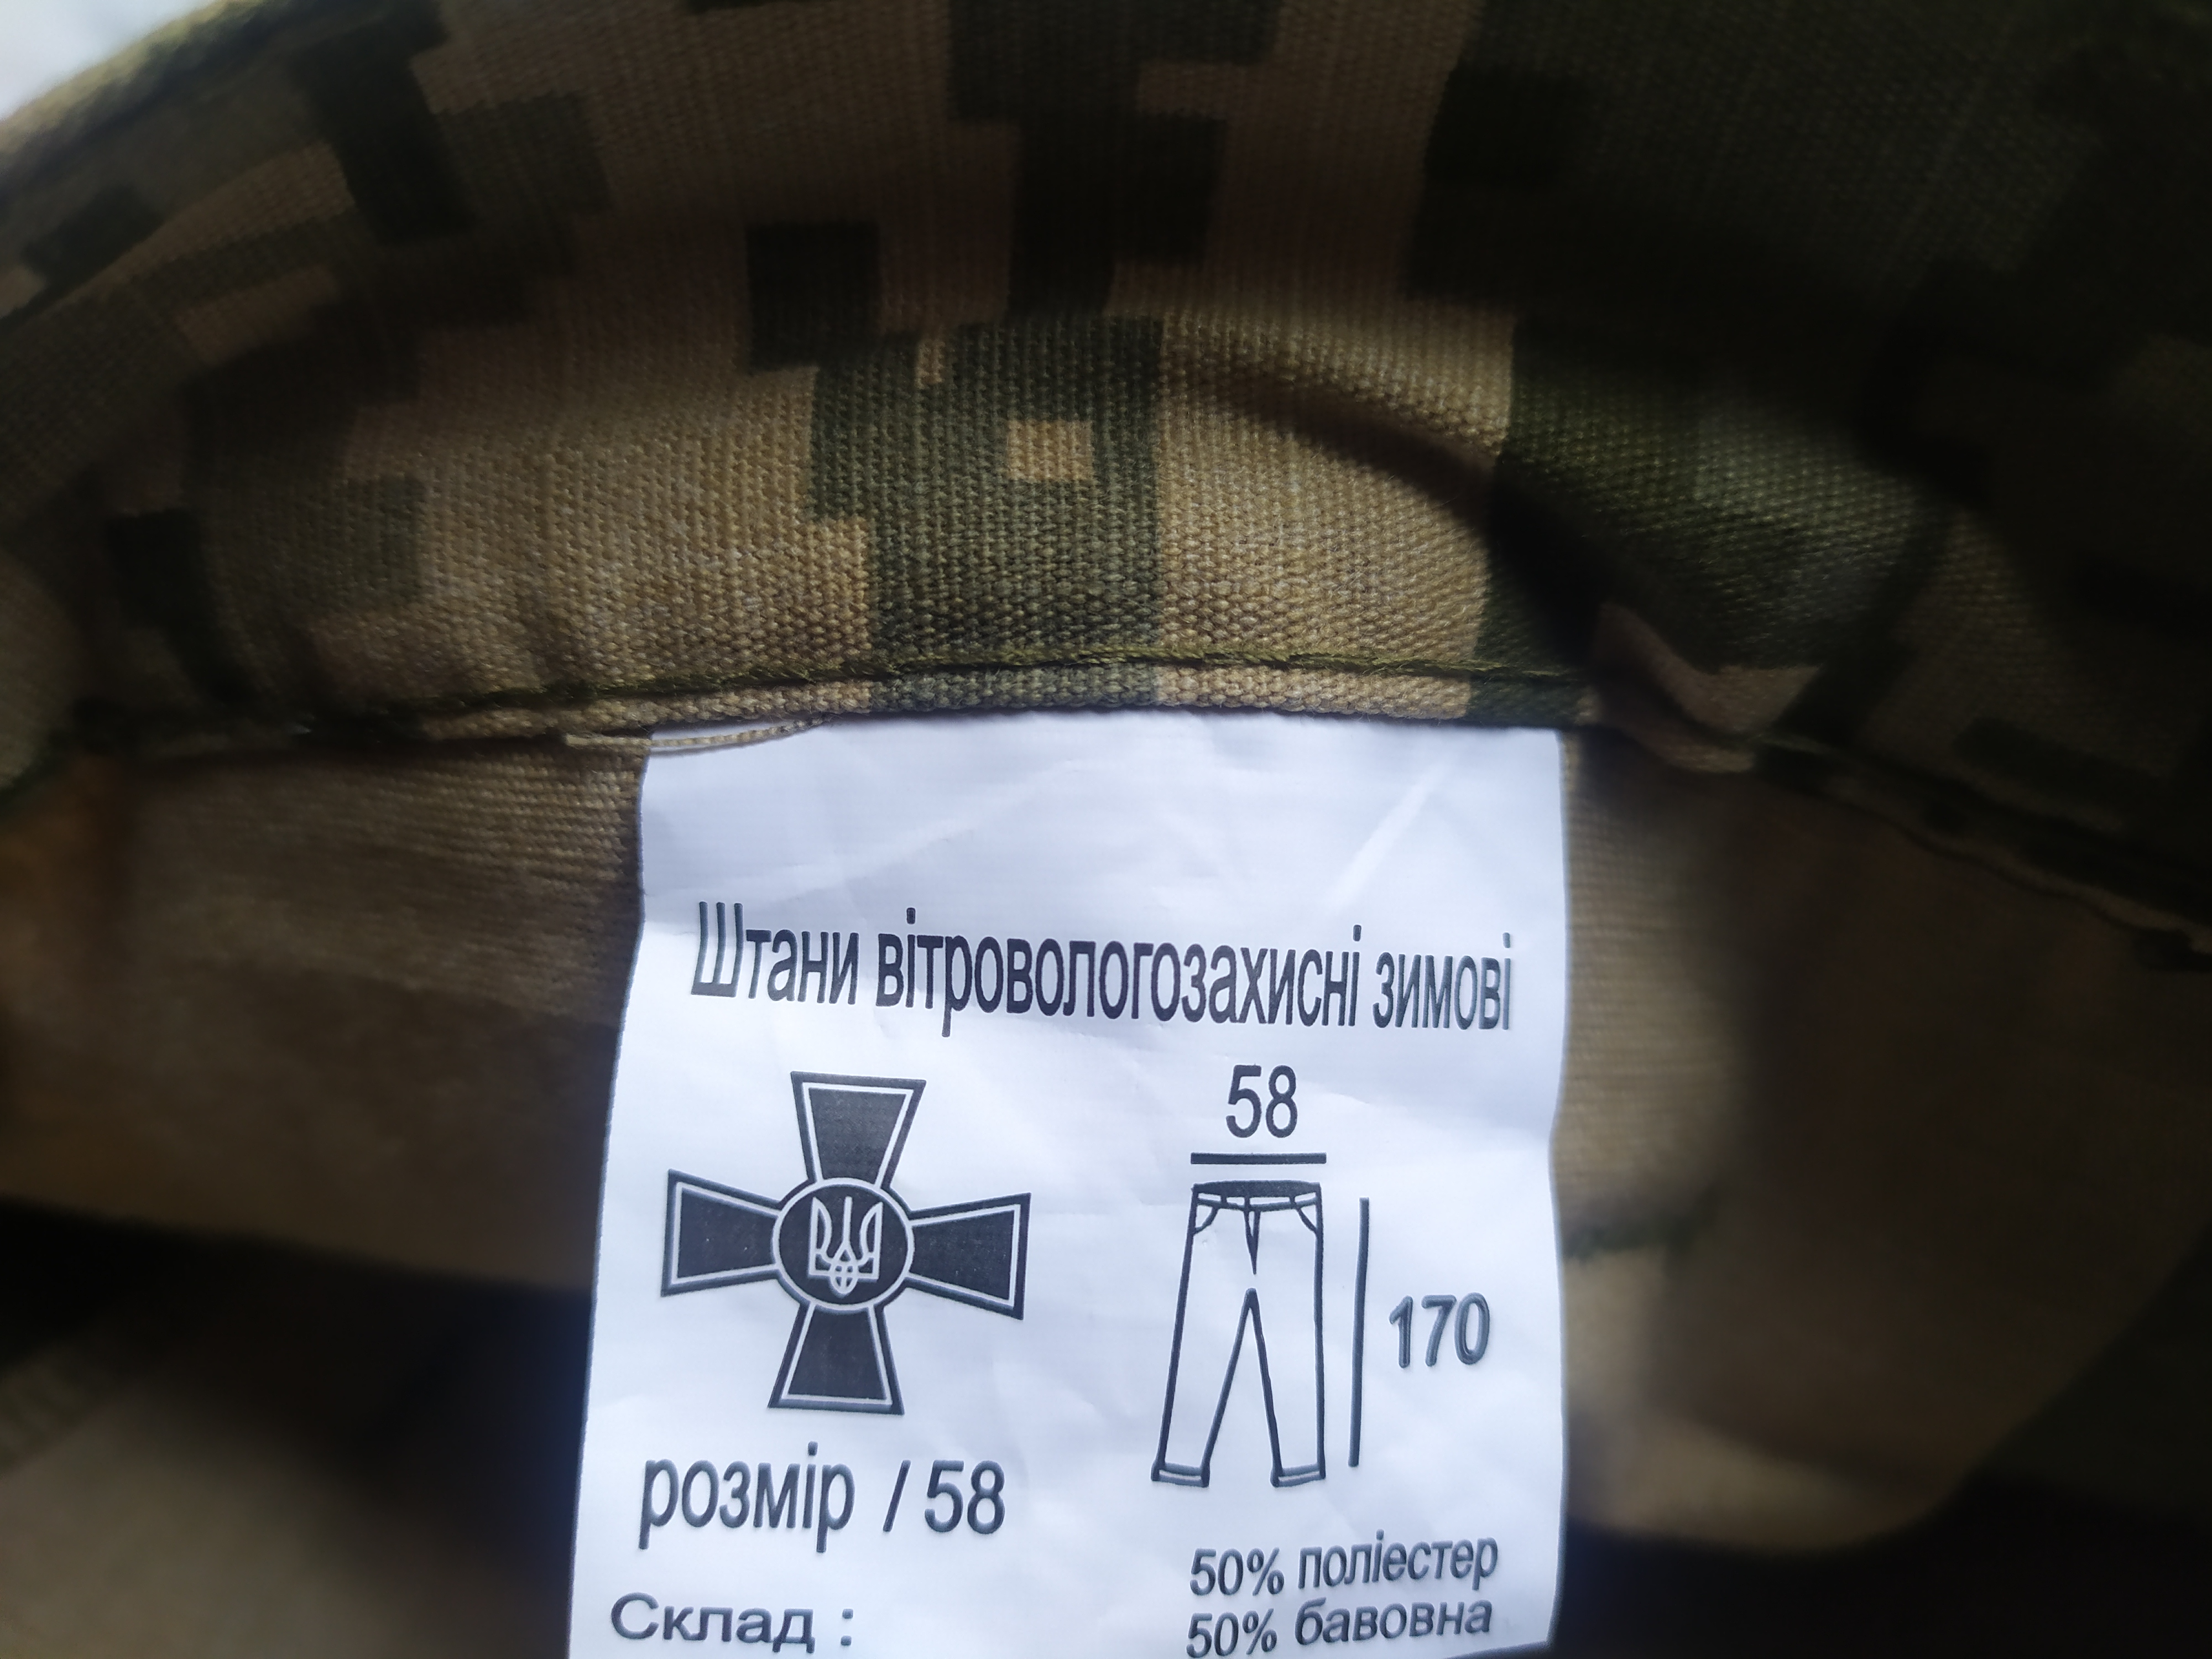 Штани вітровологозахисні зимові
58
170
розмір / 58
Склад :
50% поліестер
50% бавовна